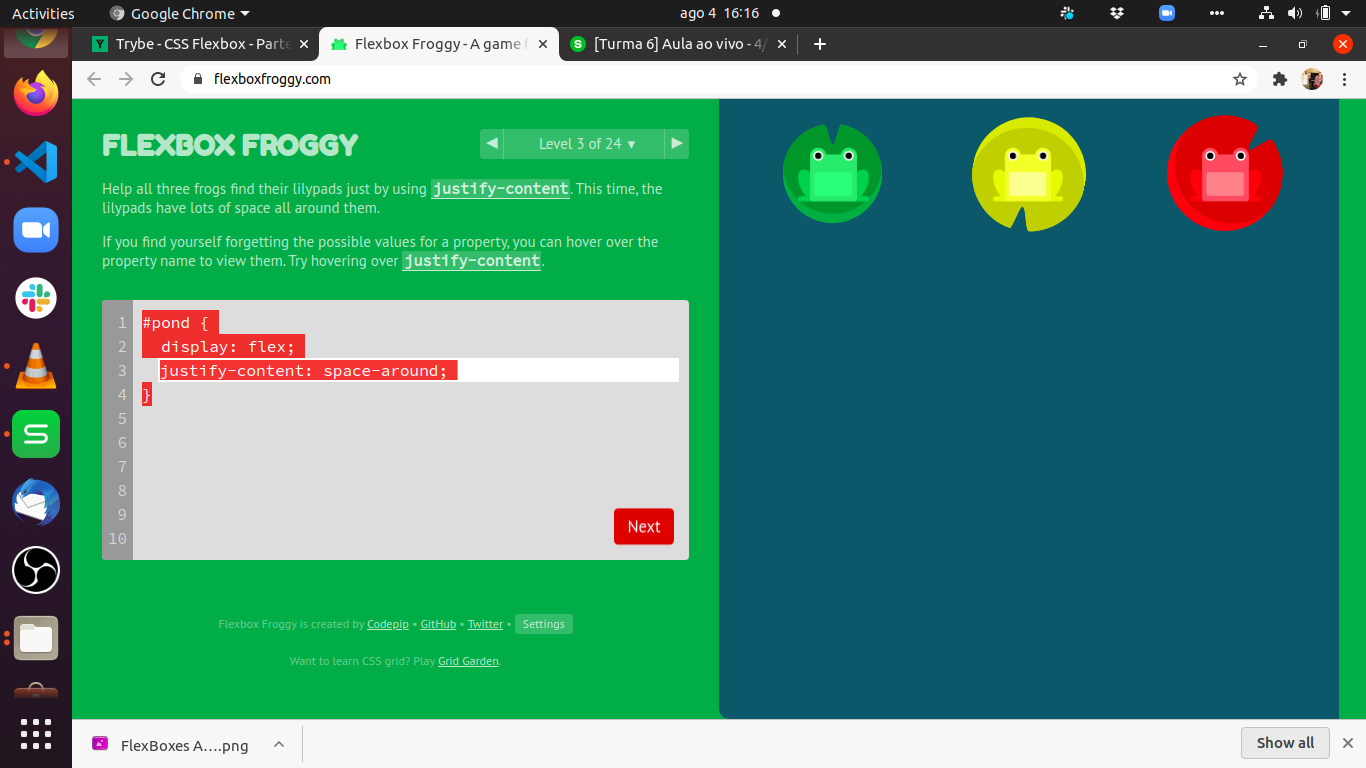 Activities
Google Chrome
ago 4 16:16
Trybe - CSS Flexbox - Parte
Flexbox Froggy - A game f
[Turma 6] Aula ao vivo - 4/
flexboxfroggy.com
FLEXBOX FROGGY
Level 3 of 24
Help all three frogs find their lilypads just by using justify-content. This time, the
lilypads have lots of space all around them.
If you find yourself forgetting the possible values for a property, you can hover over the
property name to view them. Try hovering over justify-content.
1 #pond {
2 display: flex;
3 justify-content: space-around;
4 }
5
6
7
8
9
10
Next
Flexbox Froggy is created by Codepip • GitHub • Twitter • Settings
Want to learn CSS grid? Play Grid Garden.
FlexBoxes A….png
Show all